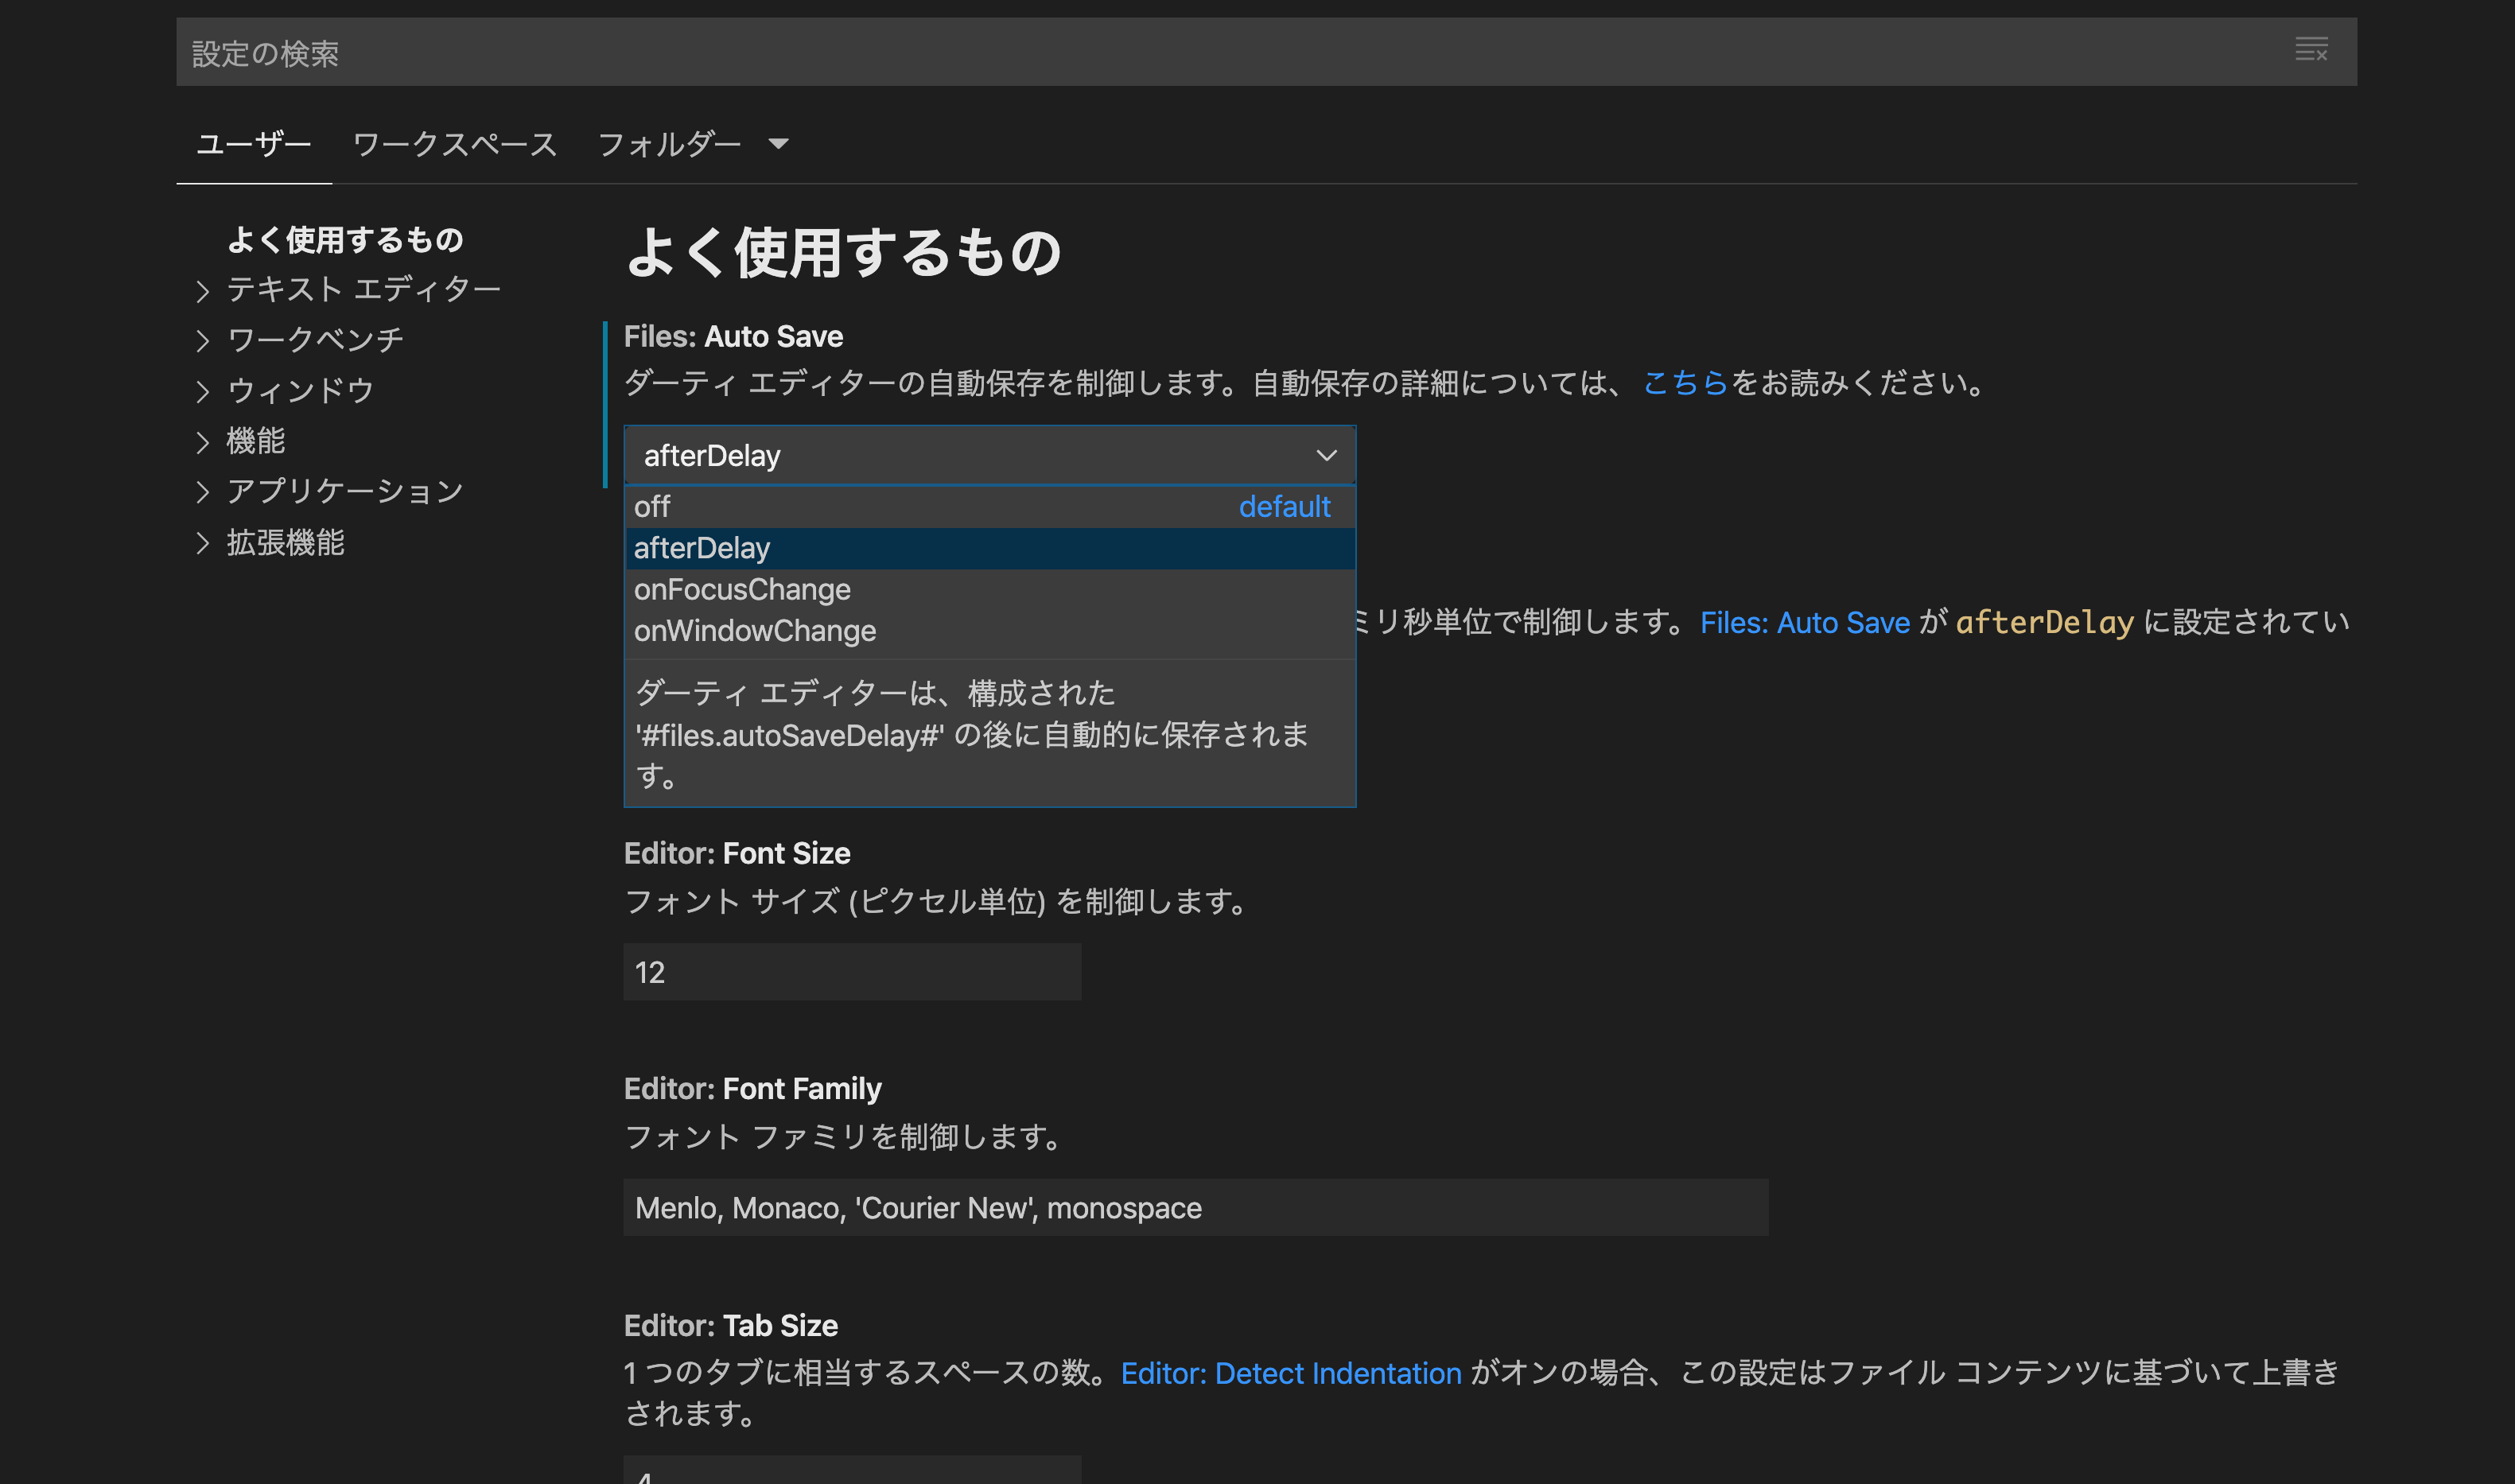 設定の検索
ユーザー ワークスペース フォルダー
よく使用するもの
テキスト エディター
ワークベンチ
ウィンドウ
機能
アプリケーション
拡張機能
よく使用するもの
Files: Auto Save
ダーティ エディターの自動保存を制御します。自動保存の詳細については、 こちらをお読みください。
afterDelay
off default
afterDelay
onFocusChange
onWindowChange
ミリ秒単位で制御します。Files: Auto Save が afterDelay に設定されてい
ダーティ エディターは、構成された
'#files.autoSaveDelay#' の後に自動的に保存されま
す。
Editor: Font Size
フォント サイズ (ピクセル単位) を制御します。
12
Editor: Font Family
フォント ファミリを制御します。
Menlo, Monaco, 'Courier New', monospace
Editor: Tab Size
1 つのタブに相当するスペースの数。Editor: Detect Indentation がオンの場合、この設定はファイル コンテンツに基づいて上書き
されます。
4